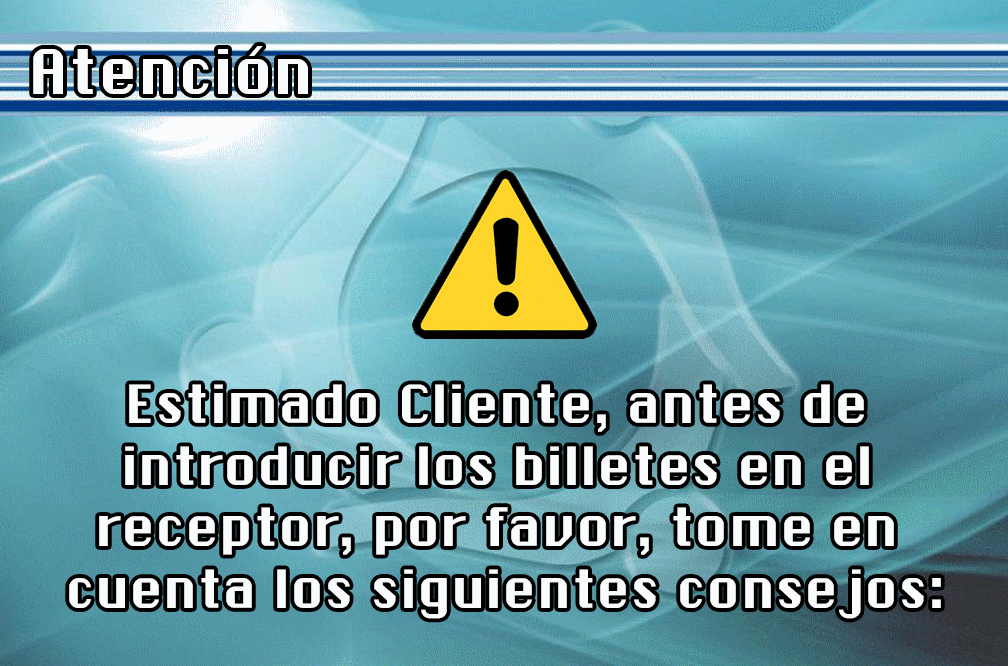 Atención
Estimado Cliente, antes de
introducir los billetes en el
receptor, por favor, tome en
cuenta los siguientes consejos: